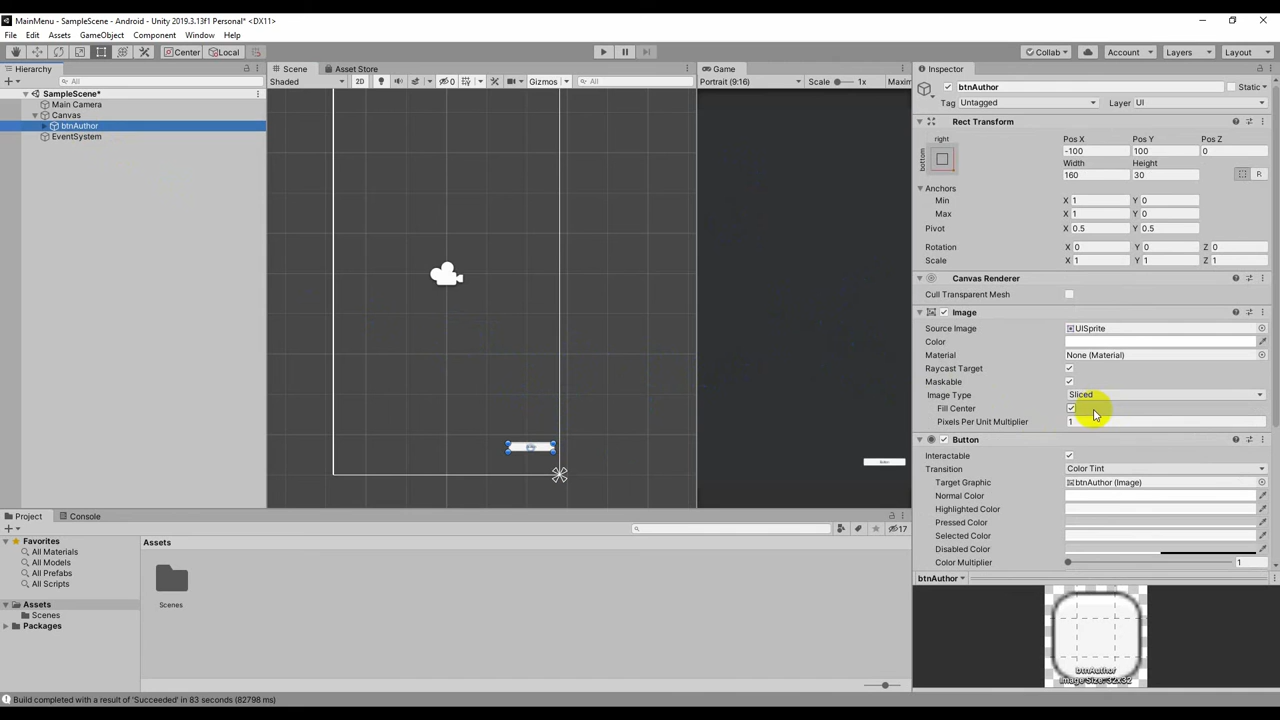 MainMenu - SampleScene - Android - Unity 2019.3.13f1 Personal* <DX11>
File Edit Assets GameObject Component Window Help
Center Local Collab Account Layers Layout
Hierarchy
All
SampleScene*
Main Camera
Canvas
btnAuthor
EventSystem
Scene Asset Store
Shaded 2D 0 Gizmos All
Game
Portrait (9:16) Scale 1x Maxim
Inspector
btnAuthor Static
Tag Untagged Layer UI
Rect Transform
right
bottom
Pos X Pos Y Pos Z
-100 100 0
Width Height
160 30 R
Anchors
Min X 1 Y 0
Max X 1 Y 0
Pivot X 0.5 Y 0.5
Rotation X 0 Y 0 Z 0
Scale X 1 Y 1 Z 1
Canvas Renderer
Cull Transparent Mesh
Image
Source Image UISprite
Color
Material None (Material)
Raycast Target
Maskable
Image Type Sliced
Fill Center
Pixels Per Unit Multiplier 1
Button
Interactable
Transition Color Tint
Target Graphic btnAuthor (Image)
Normal Color
Highlighted Color
Pressed Color
Selected Color
Disabled Color
Color Multiplier 1
btnAuthor
btnAuthor
Image Size: 32x32
Project Console
17
Favorites
All Materials
All Models
All Prefabs
All Scripts
Assets
Scenes
Packages
Assets
Scenes
Build completed with a result of 'Succeeded' in 83 seconds (82798 ms)